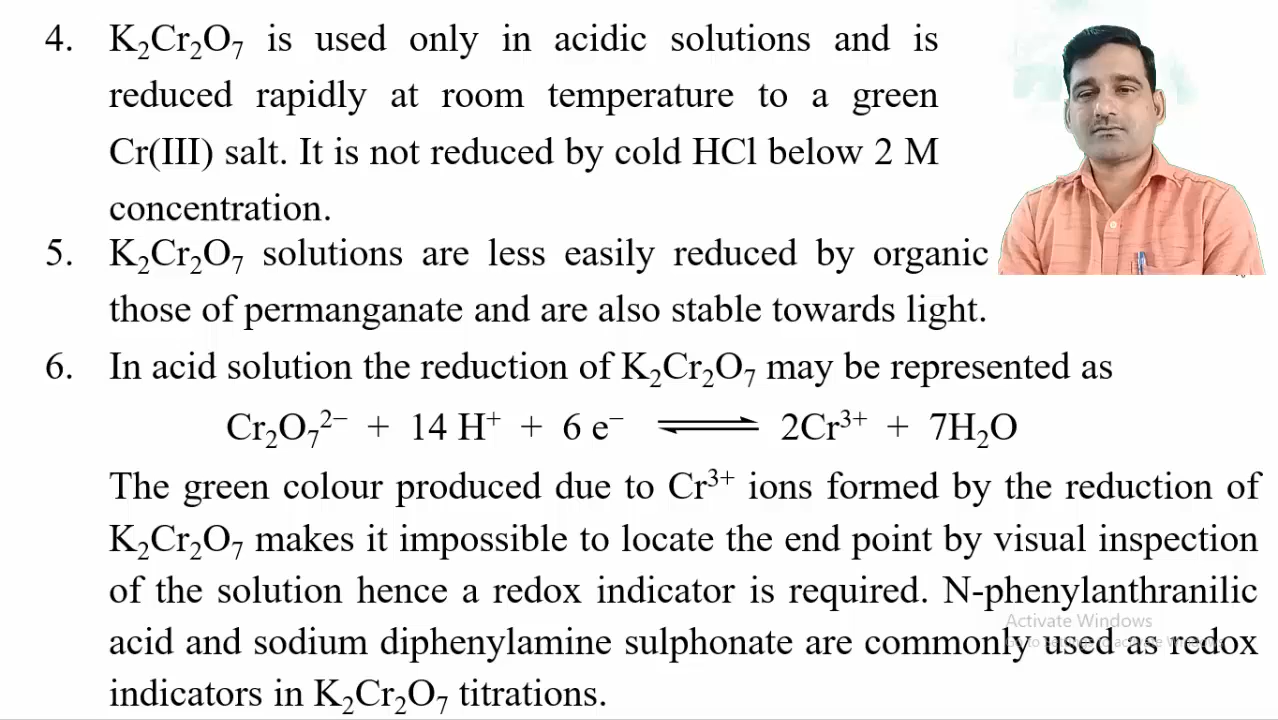 4. K₂Cr₂O₇ is used only in acidic solutions and is
reduced rapidly at room temperature to a green
Cr(III) salt. It is not reduced by cold HCl below 2 M
concentration.
5. K₂Cr₂O₇ solutions are less easily reduced by organic
those of permanganate and are also stable towards light.
6. In acid solution the reduction of K₂Cr₂O₇ may be represented as
Cr₂O₇²⁻ + 14 H⁺ + 6 e⁻ ⇌ 2Cr³⁺ + 7H₂O
The green colour produced due to Cr³⁺ ions formed by the reduction of
K₂Cr₂O₇ makes it impossible to locate the end point by visual inspection
of the solution hence a redox indicator is required. N-phenylanthranilic
Activate Windows
acid and sodium diphenylamine sulphonate are commonly used as redox
indicators in K₂Cr₂O₇ titrations.